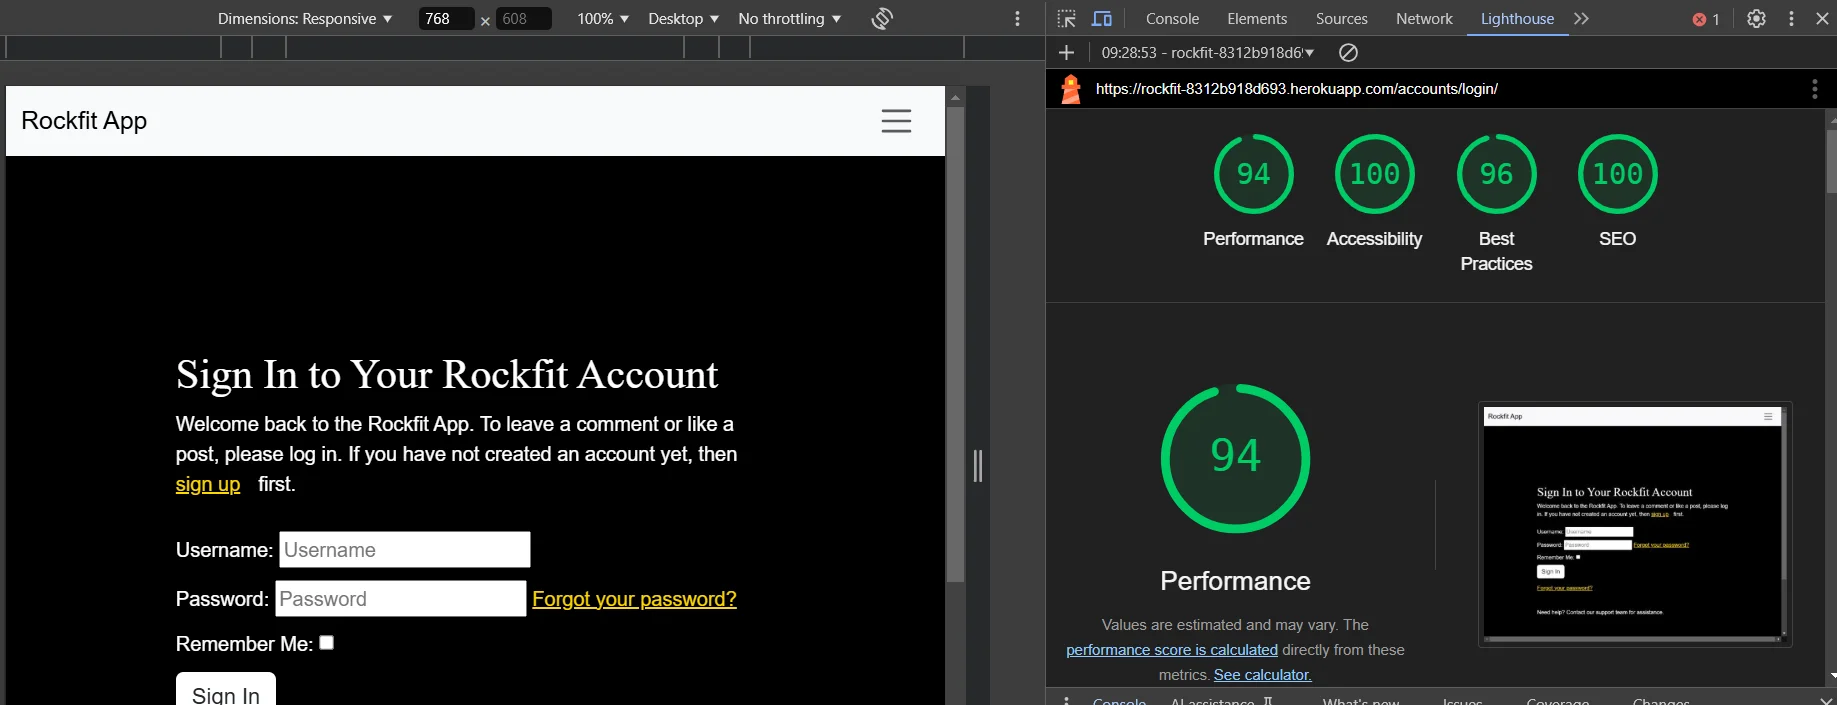 Dimensions: Responsive ▼ 768 × 608 100% ▼ Desktop ▼ No throttling ▼
Rockfit App
Sign In to Your Rockfit Account
Welcome back to the Rockfit App. To leave a comment or like a
post, please log in. If you have not created an account yet, then
sign up first.
Username: Username
Password: Password Forgot your password?
Remember Me:
Sign In
Console Elements Sources Network Lighthouse 1
09:28:53 - rockfit-8312b918d6
https://rockfit-8312b918d693.herokuapp.com/accounts/login/
94 100 96 100
Performance Accessibility Best Practices SEO
94
Performance
Values are estimated and may vary. The
performance score is calculated directly from these
metrics. See calculator.
Rockfit App
Sign In to Your Rockfit Account
Welcome back to the Rockfit App. To leave a comment or like a post, please log
in. If you have not created an account yet, then sign up first.
Username: Username
Password: Password Forgot your password?
Remember Me:
Sign In
Forgot your password?
Need help? Contact our support team for assistance.
Console AI assistance What's new Issues Coverage Changes